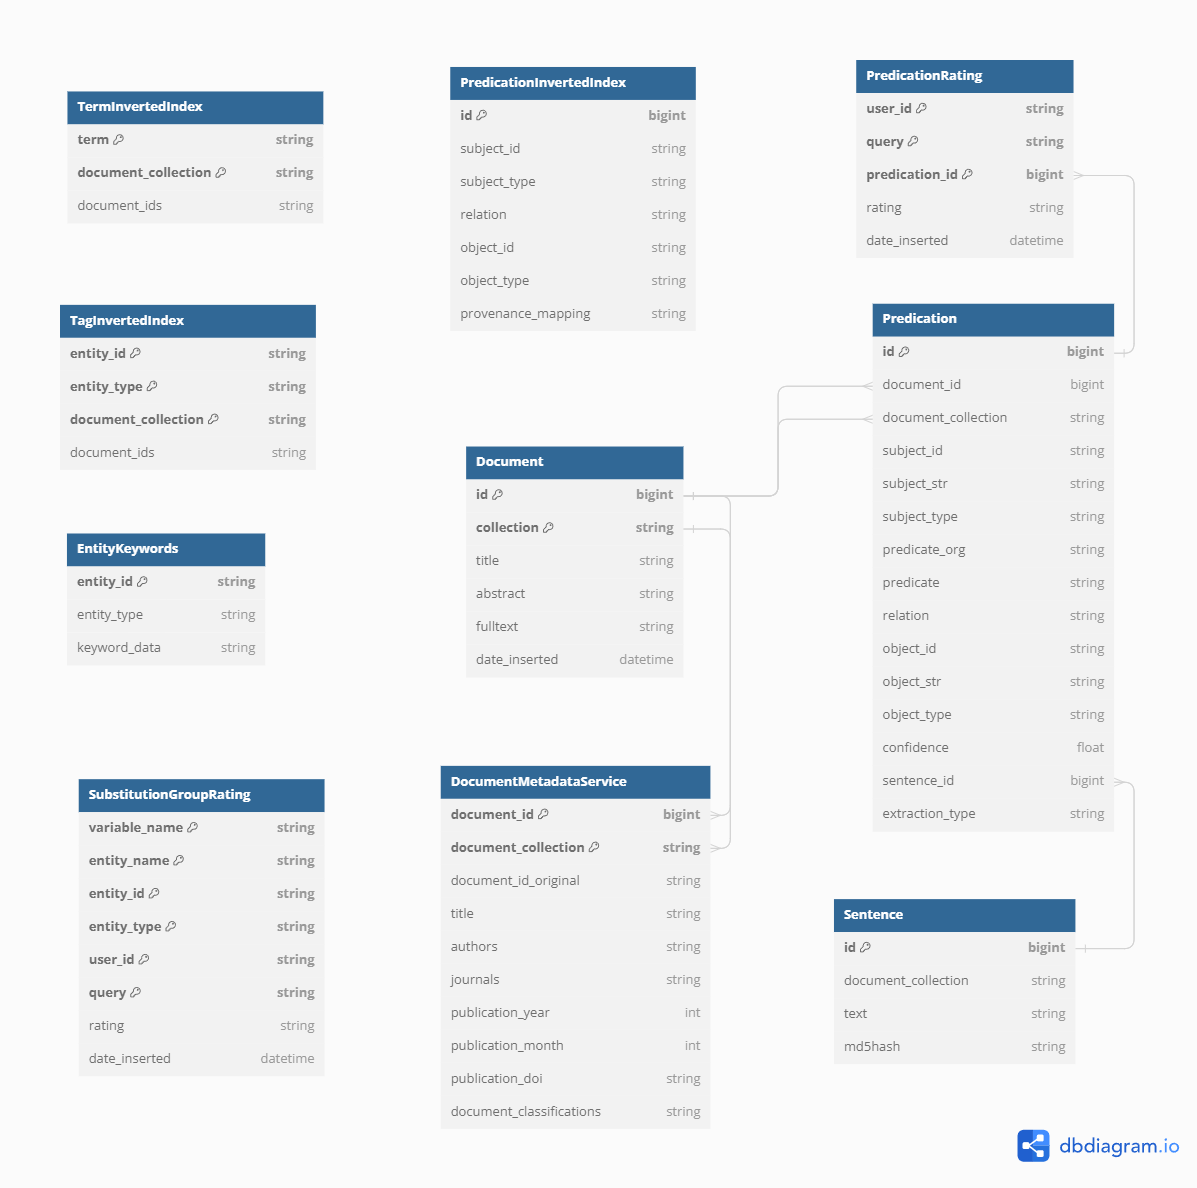 TermInvertedIndex
term string
document_collection string
document_ids string
TagInvertedIndex
entity_id string
entity_type string
document_collection string
document_ids string
EntityKeywords
entity_id string
entity_type string
keyword_data string
SubstitutionGroupRating
variable_name string
entity_name string
entity_id string
entity_type string
user_id string
query string
rating string
date_inserted datetime
PredicationInvertedIndex
id bigint
subject_id string
subject_type string
relation string
object_id string
object_type string
provenance_mapping string
Document
id bigint
collection string
title string
abstract string
fulltext string
date_inserted datetime
DocumentMetadataService
document_id bigint
document_collection string
document_id_original string
title string
authors string
journals string
publication_year int
publication_month int
publication_doi string
document_classifications string
PredicationRating
user_id string
query string
predication_id bigint
rating string
date_inserted datetime
Predication
id bigint
document_id bigint
document_collection string
subject_id string
subject_str string
subject_type string
predicate_org string
predicate string
relation string
object_id string
object_str string
object_type string
confidence float
sentence_id bigint
extraction_type string
Sentence
id bigint
document_collection string
text string
md5hash string
dbdiagram.io